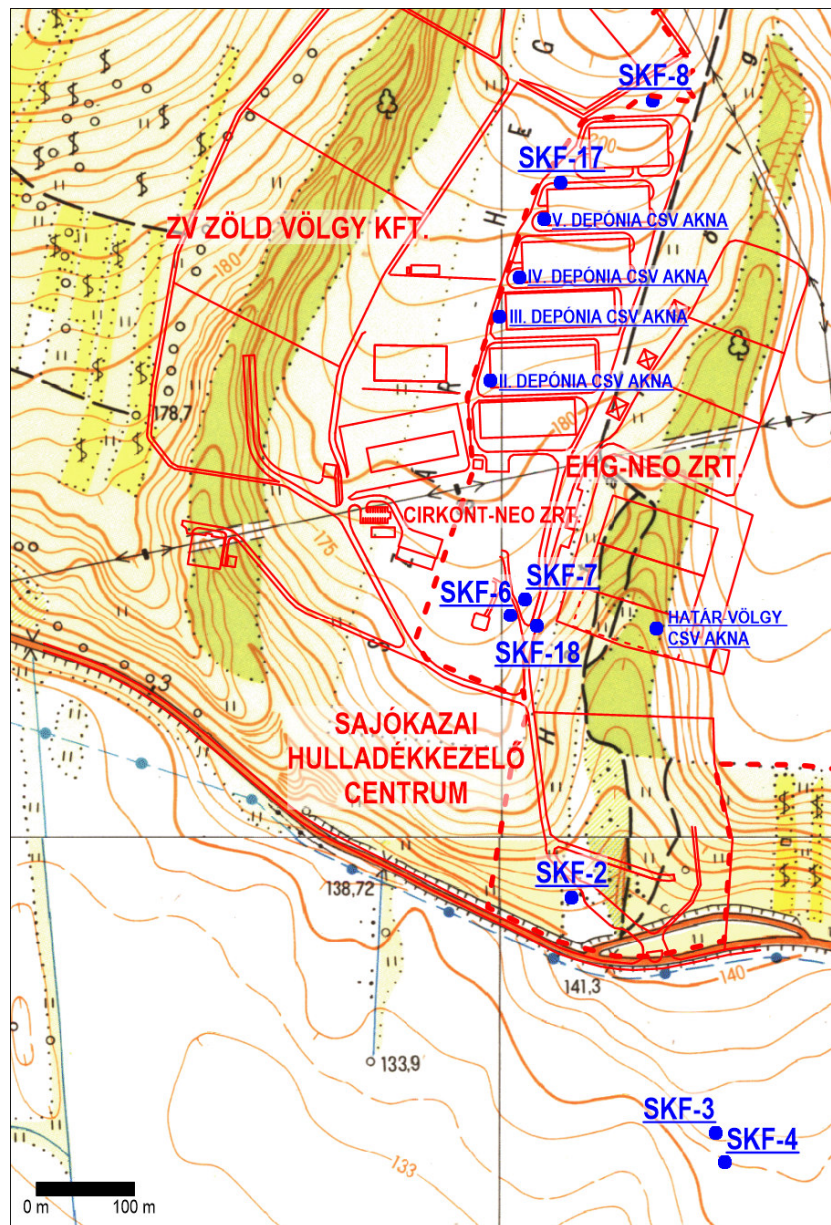 G
SKF-8
E
200
g
SKF-17
H
i
ZV ZÖLD VÖLGY KFT.
V. DEPÓNIA CSV AKNA
ö
180
IV. DEPÓNIA CSV AKNA
III. DEPÓNIA CSV AKNA
R
II. DEPÓNIA CSV AKNA
178,7
180
Á
EHG-NEO ZRT.
CIRKONT-NEO ZRT.
175
Z
SKF-7
SKF-6
HATÁR-VÖLGY
CSV AKNA
S
SKF-18
3
SAJÓKAZAI
HULLADÉKKEZELŐ
CENTRUM
H
138,72
SKF-2
140
141,3
133,9
SKF-3
SKF-4
133
0 m
100 m